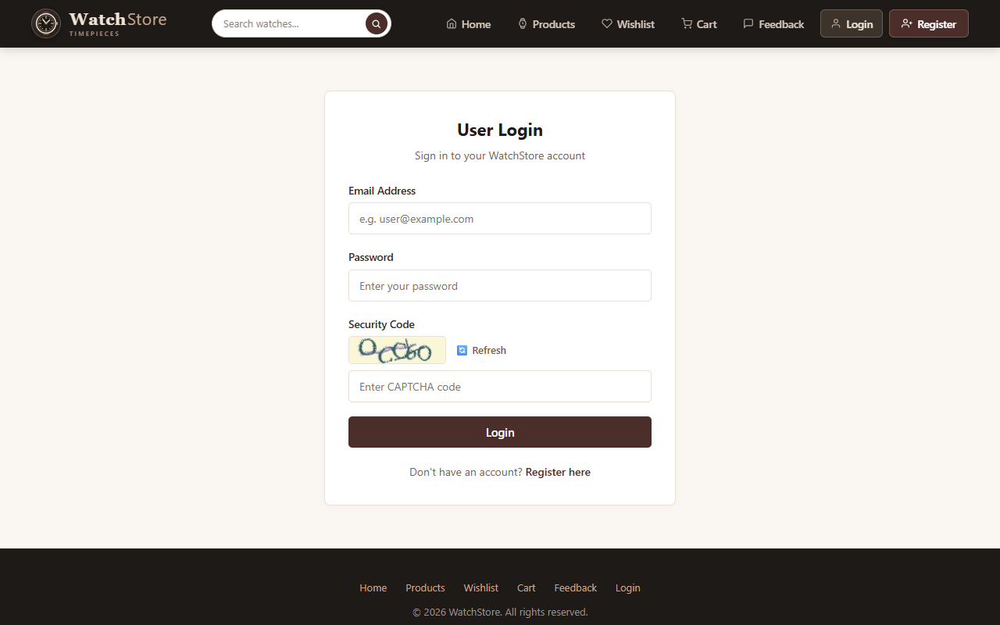 WatchStore
TIMEPIECES
Search watches...
Home
Products
Wishlist
Cart
Feedback
Login
Register
User Login
Sign in to your WatchStore account
Email Address
e.g. user@example.com
Password
Enter your password
Security Code
Refresh
Enter CAPTCHA code
Login
Don't have an account? Register here
Home Products Wishlist Cart Feedback Login
© 2026 WatchStore. All rights reserved.